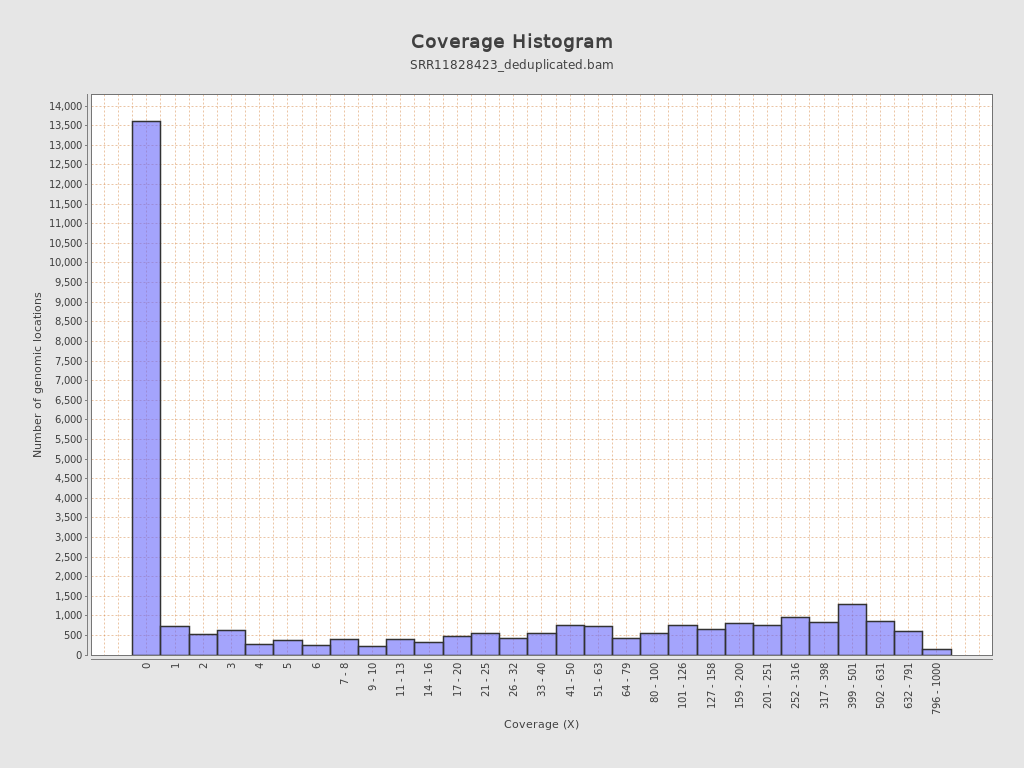 Coverage Histogram
SRR11828423_deduplicated.bam
14,000
13,500
13,000
12,500
12,000
11,500
11,000
10,500
10,000
9,500
9,000
8,500
8,000
7,500
7,000
6,500
6,000
5,500
5,000
4,500
4,000
3,500
3,000
2,500
2,000
1,500
1,000
500
0
Number of genomic locations
0
1
2
3
4
5
6
7 - 8
9 - 10
11 - 13
14 - 16
17 - 20
21 - 25
26 - 32
33 - 40
41 - 50
51 - 63
64 - 79
80 - 100
101 - 126
127 - 158
159 - 200
201 - 251
252 - 316
317 - 398
399 - 501
502 - 631
632 - 791
796 - 1000
Coverage (X)